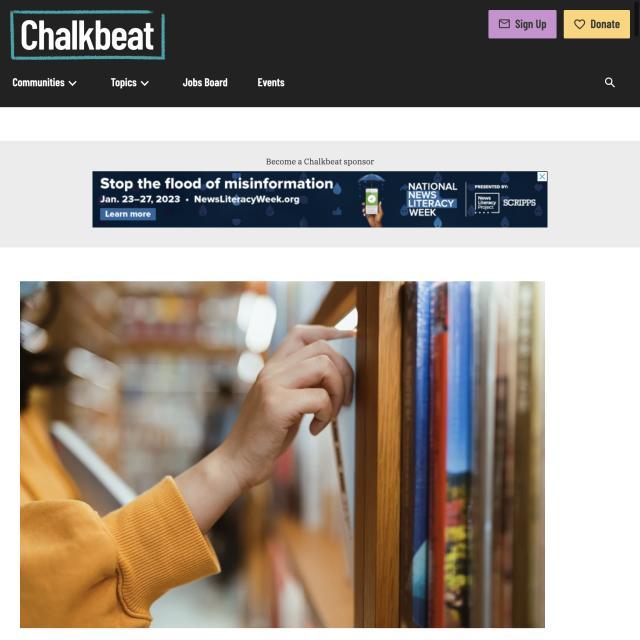 Chalkbeat
Sign Up
Donate
Communities
Topics
Jobs Board
Events
Become a Chalkbeat sponsor
Stop the flood of misinformation
Jan. 23–27, 2023 • NewsLiteracyWeek.org
Learn more
NATIONAL
NEWS
LITERACY
WEEK
PRESENTED BY:
News
Literacy
Project
SCRIPPS